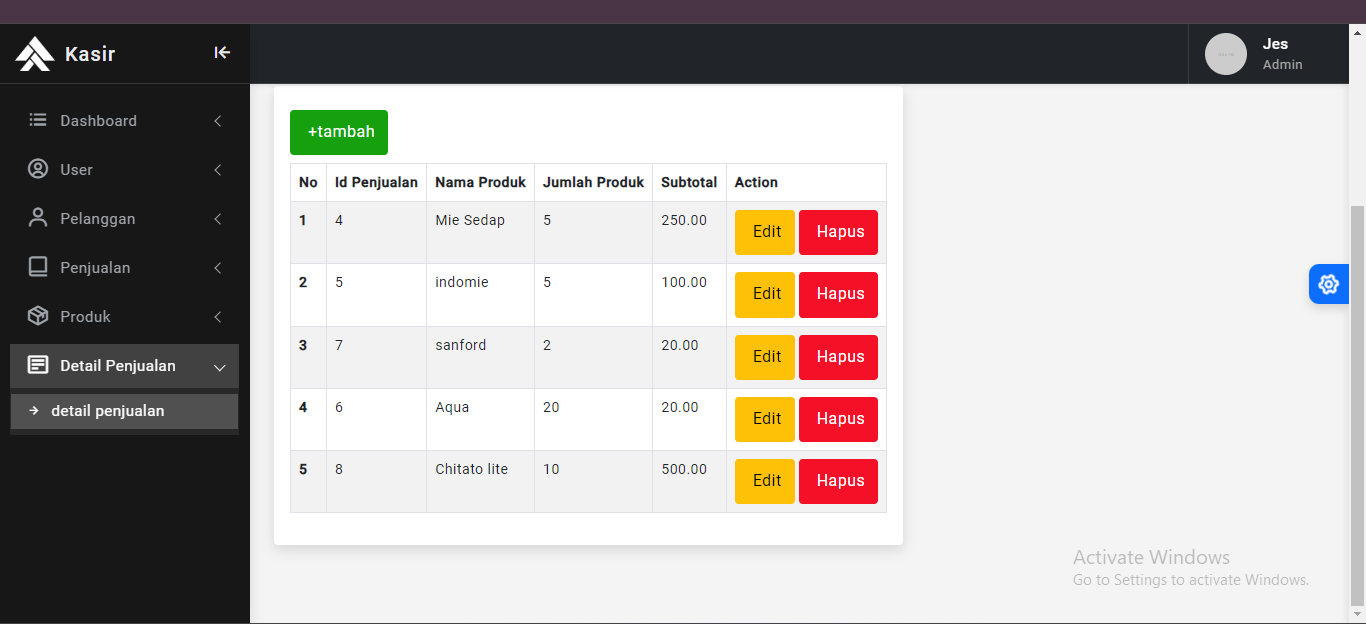 Kasir
Jes
Admin
Dashboard
User
Pelanggan
Penjualan
Produk
Detail Penjualan
detail penjualan
+tambah
No Id Penjualan Nama Produk Jumlah Produk Subtotal Action
1 4 Mie Sedap 5 250.00 Edit Hapus
2 5 indomie 5 100.00 Edit Hapus
3 7 sanford 2 20.00 Edit Hapus
4 6 Aqua 20 20.00 Edit Hapus
5 8 Chitato lite 10 500.00 Edit Hapus
Activate Windows
Go to Settings to activate Windows.